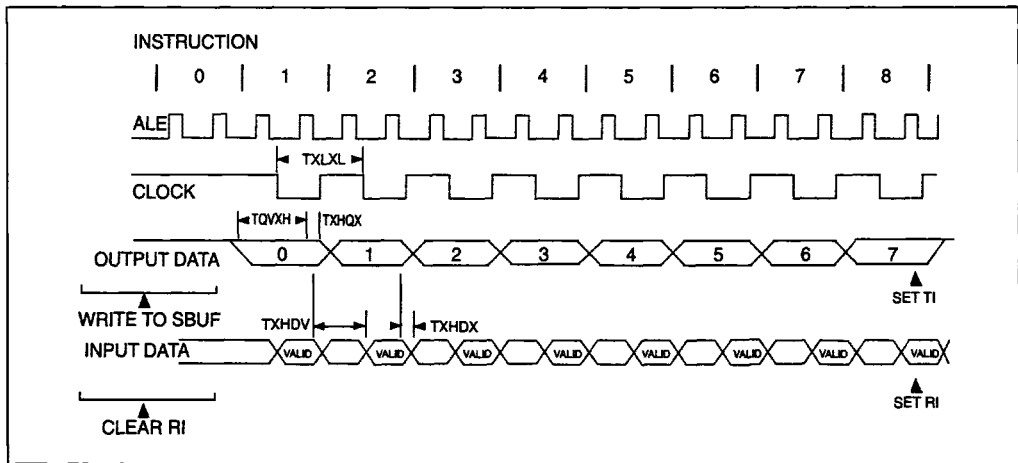 INSTRUCTION
0 1 2 3 4 5 6 7 8
ALE
TXLXL
CLOCK
TQVXH TXHQX
OUTPUT DATA 0 1 2 3 4 5 6 7
SET TI
WRITE TO SBUF
TXHDV TXHDX
INPUT DATA VALID VALID VALID VALID VALID VALID VALID VALID
SET RI
CLEAR RI